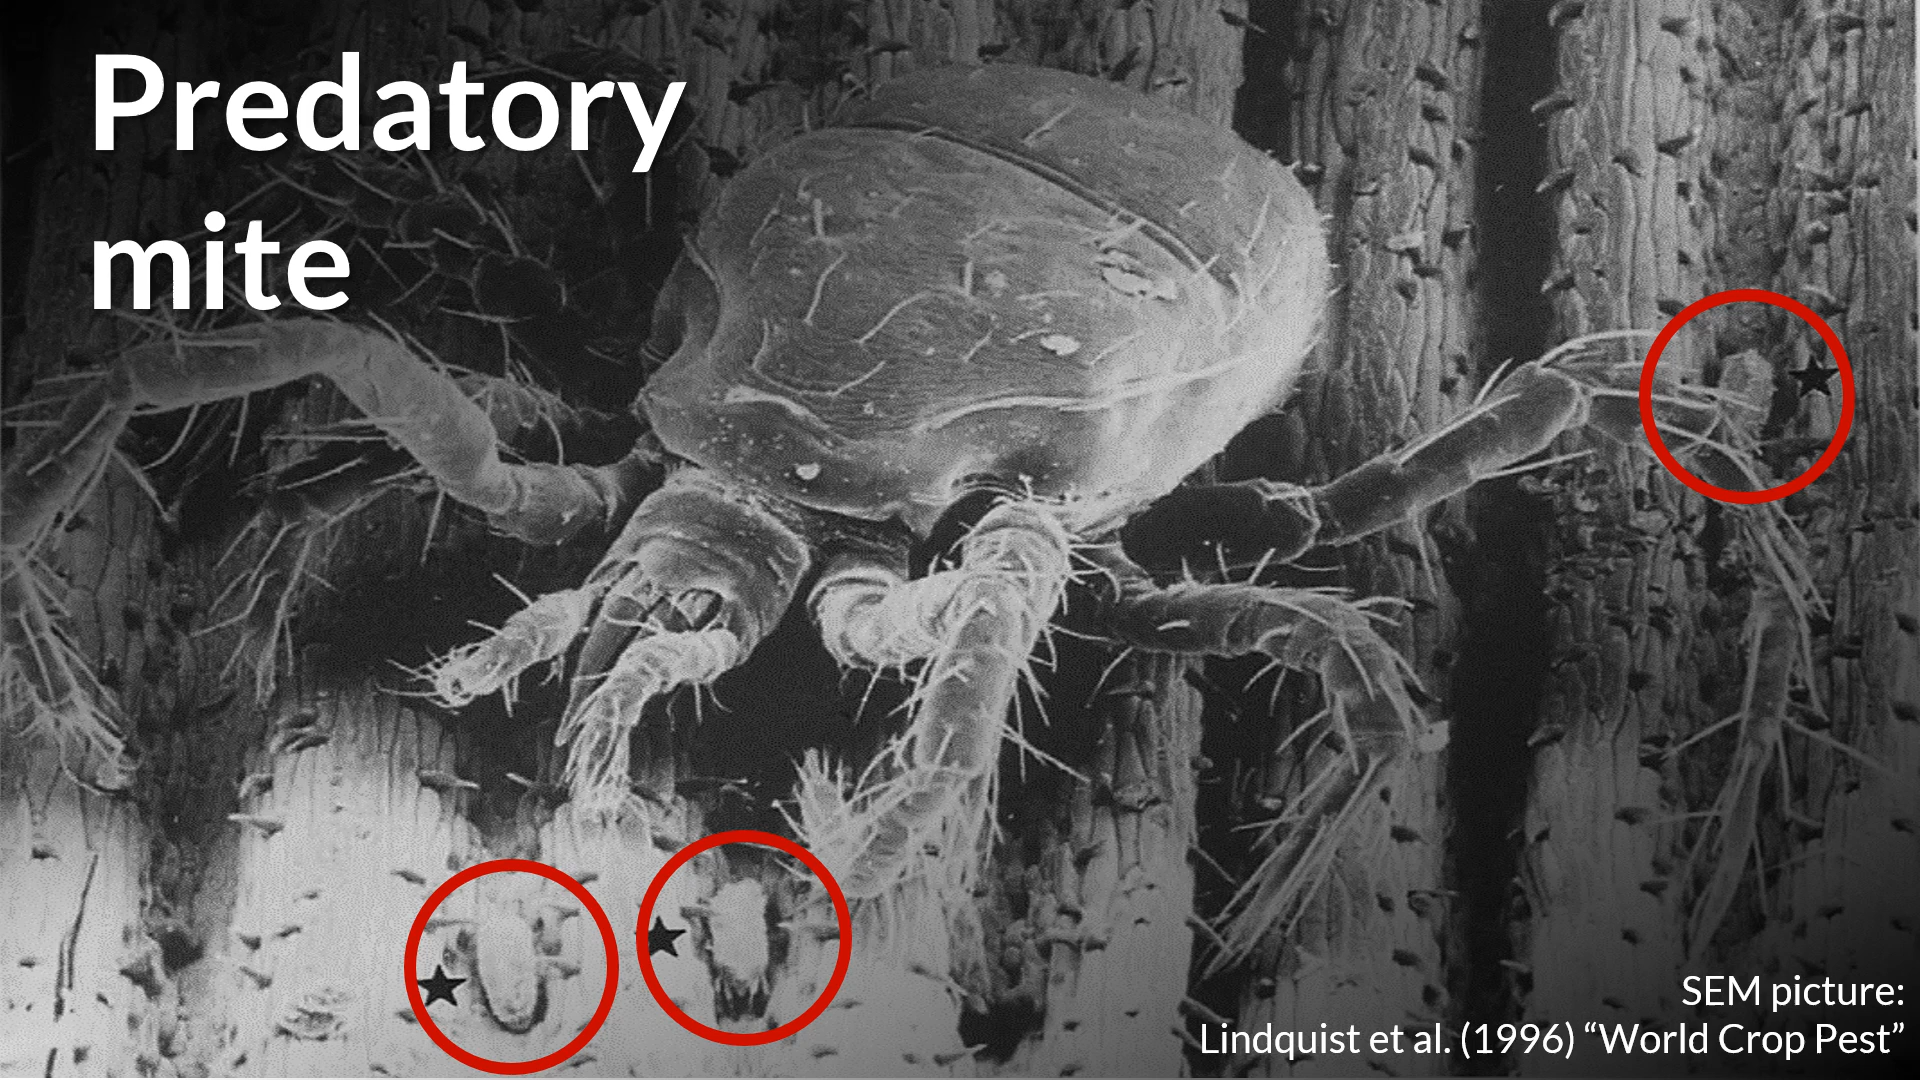 Predatory
mite
SEM picture:
Lindquist et al. (1996) “World Crop Pest”